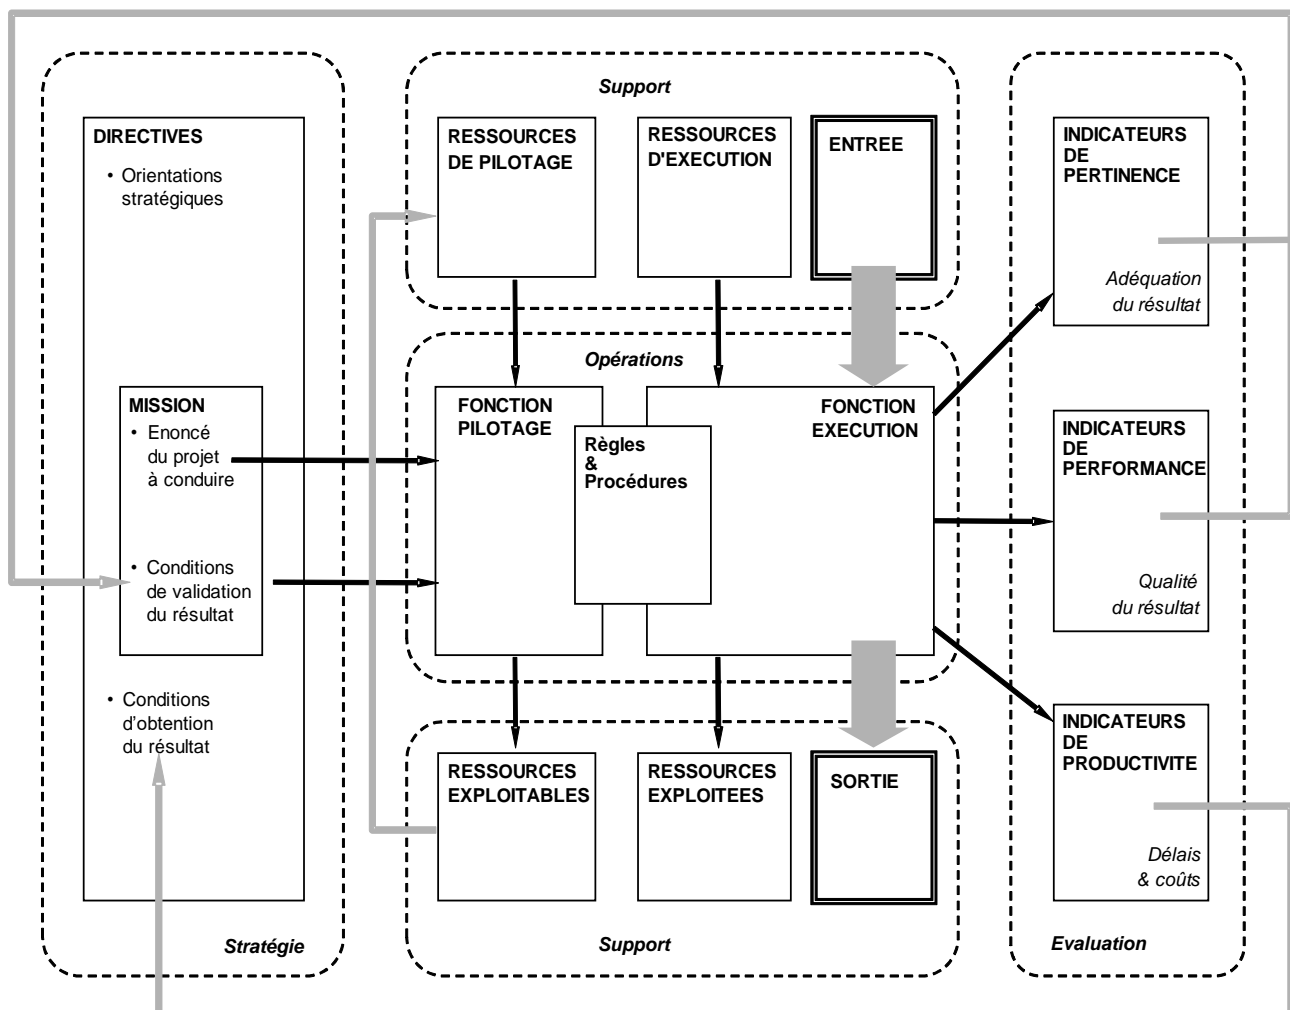 Support
DIRECTIVES
• Orientations
stratégiques
MISSION
• Enoncé
du projet
à conduire
• Conditions
de validation
du résultat
• Conditions
d'obtention
du résultat
Stratégie
RESSOURCES
DE PILOTAGE
RESSOURCES
D'EXECUTION
ENTREE
Opérations
FONCTION
PILOTAGE
Règles
&
Procédures
FONCTION
EXECUTION
RESSOURCES
EXPLOITABLES
RESSOURCES
EXPLOITEES
SORTIE
Support
INDICATEURS
DE
PERTINENCE
Adéquation
du résultat
INDICATEURS
DE
PERFORMANCE
Qualité
du résultat
INDICATEURS
DE
PRODUCTIVITE
Délais
& coûts
Evaluation